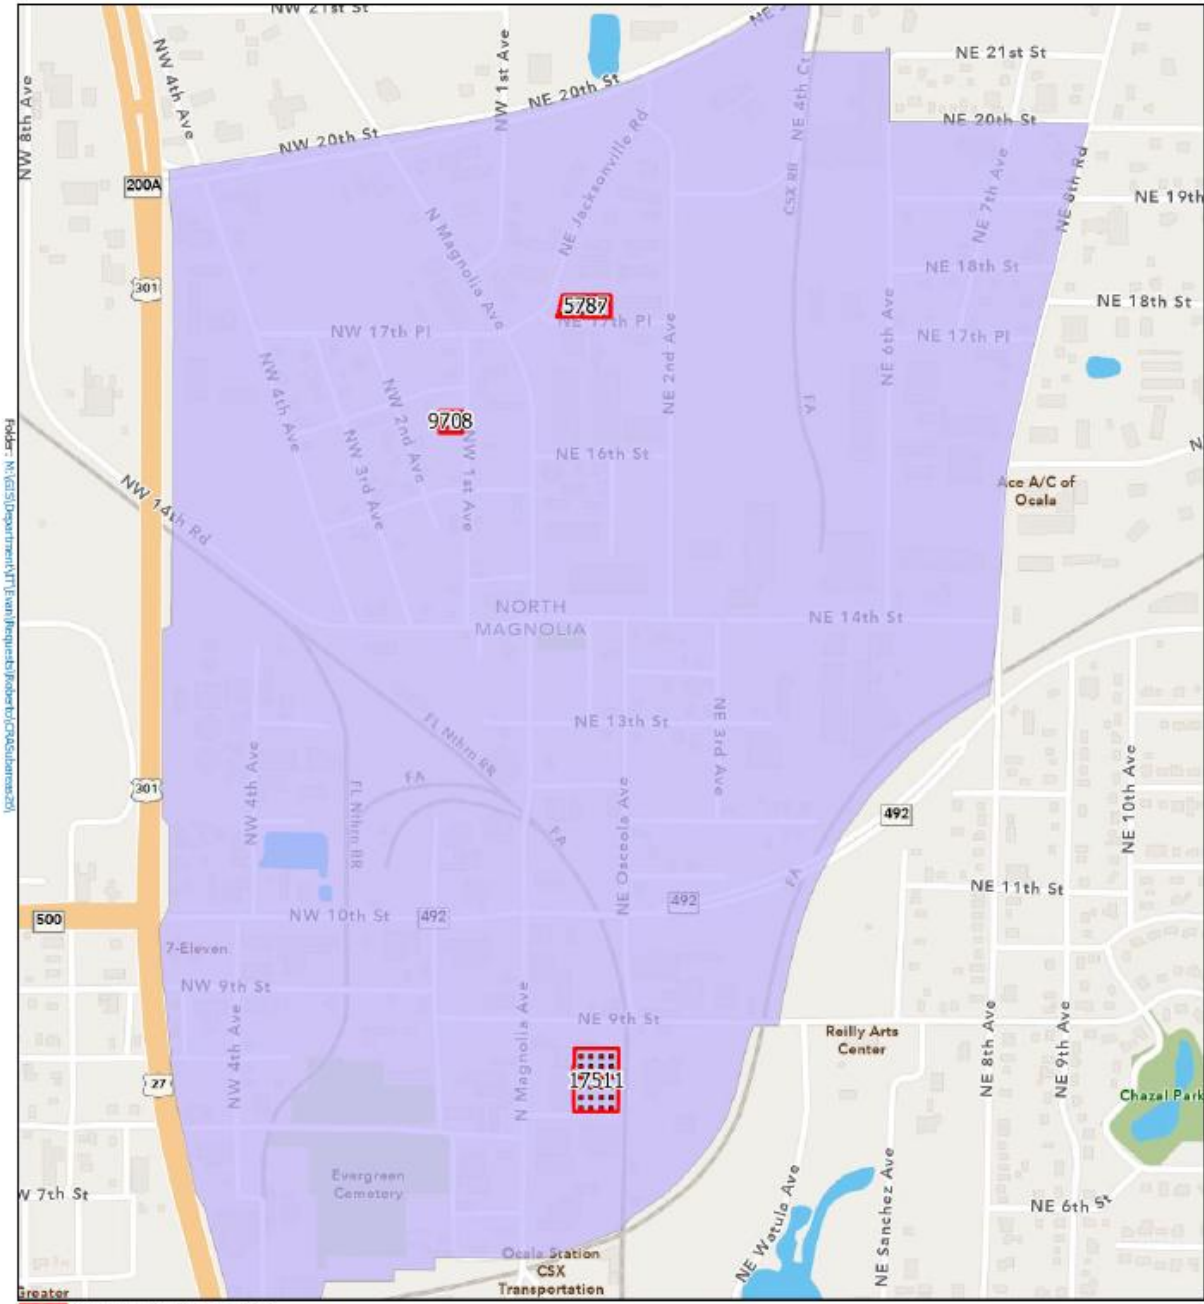 NW 21st St
NE 21st St
NW 4th Ave
NW 1st Ave
NE 4th Ct
NW 8th Ave
NE 20th St
NE 20th St
NW 20th St
200A
NE Jacksonville Rd
CSX RR
NE 7th Ave
NE 8th Rd
NE 19th
N Magnolia Ave
NE 18th St
301
5787
NE 18th St
NE 17th Pl
NW 17th Pl
NE 17th Pl
NE 2nd Ave
NE 6th Ave
NW 4th Ave
NW 2nd Ave
FA
9708
NW 3rd Ave
NW 1st Ave
NE 16th St
N
Ace A/C of
Ocala
NW 14th Rd
NORTH
MAGNOLIA
NE 14th St
NE 13th St
NE 3rd Ave
FL Nthrn RR
FA
301
NW 4th Ave
FL Nthrn RR
FA
NE Osceola Ave
492
NE 10th Ave
FA
NE 11th St
492
NW 10th St
492
500
7-Eleven
NW 9th St
NW 4th Ave
N Magnolia Ave
NE 9th St
Reilly Arts
Center
NE 8th Ave
NE 9th Ave
27
17511
Chazal Park
Evergreen
Cemetery
W 7th St
NE Watula Ave
NE Sanchez Ave
NE 6th St
Ocala Station
CSX
Transportation
Greater